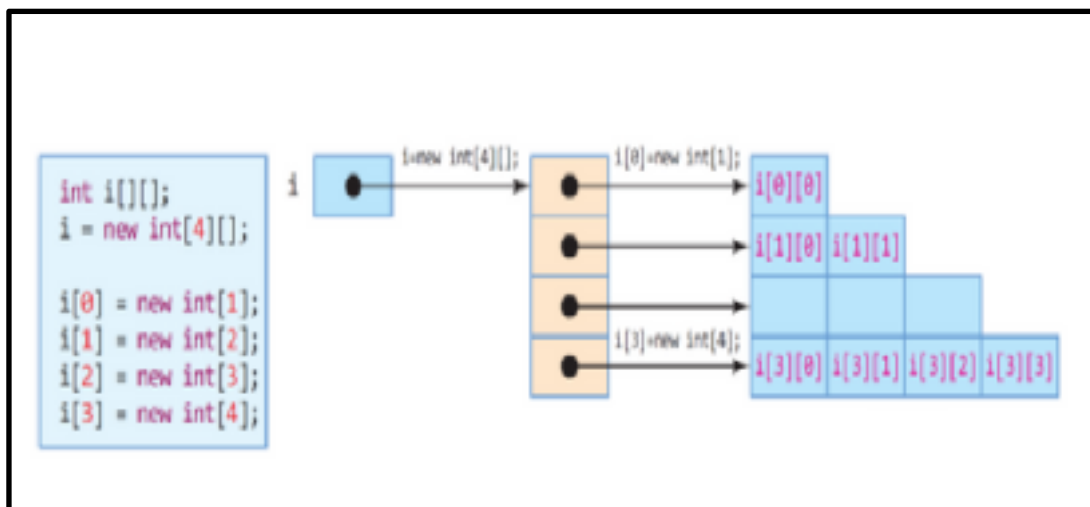 int i[][];
i = new int[4][];
i[0] = new int[1];
i[1] = new int[2];
i[2] = new int[3];
i[3] = new int[4];
i
i=new int[4][];
i[0]=new int[1];
i[0][0]
i[1][0] i[1][1]
i[3]=new int[4];
i[3][0] i[3][1] i[3][2] i[3][3]